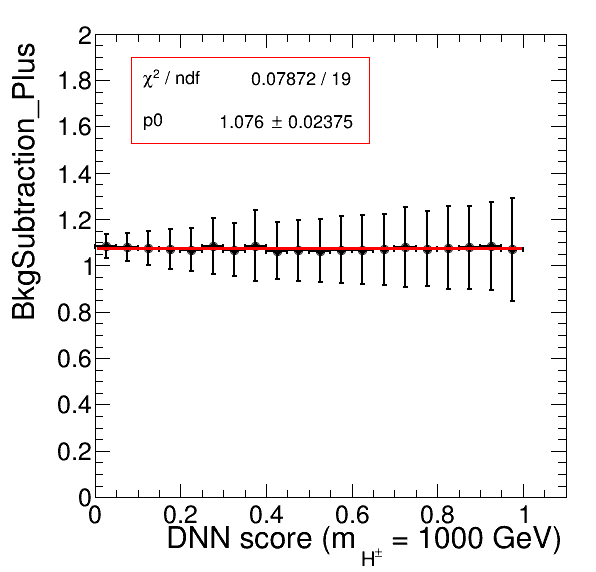 BkgSubtraction_Plus
2
1.8
1.6
1.4
1.2
1
0.8
0.6
0.4
0.2
0
χ² / ndf 0.07872 / 19
p0 1.076 ± 0.02375
0 0.2 0.4 0.6 0.8 1
DNN score (m_H± = 1000 GeV)